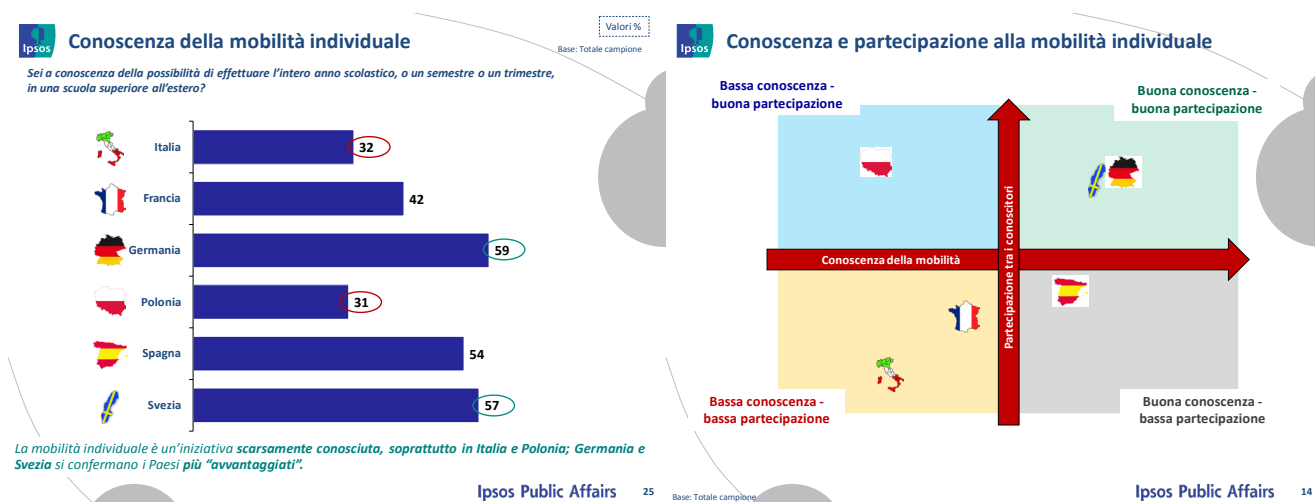 Ipsos
Conoscenza della mobilità individuale
Valori %
Base: Totale campione
Sei a conoscenza della possibilità di effettuare l'intero anno scolastico, o un semestre o un trimestre,
in una scuola superiore all'estero?
Italia
32
Francia
42
Germania
59
Polonia
31
Spagna
54
Svezia
57
La mobilità individuale è un'iniziativa scarsamente conosciuta, soprattutto in Italia e Polonia; Germania e
Svezia si confermano i Paesi più "avvantaggiati".
Ipsos Public Affairs
25
Ipsos
Conoscenza e partecipazione alla mobilità individuale
Bassa conoscenza -
buona partecipazione
Buona conoscenza -
buona partecipazione
Conoscenza della mobilità
Partecipazione tra i conoscitori
Bassa conoscenza -
bassa partecipazione
Buona conoscenza -
bassa partecipazione
Base: Totale campione
Ipsos Public Affairs
14